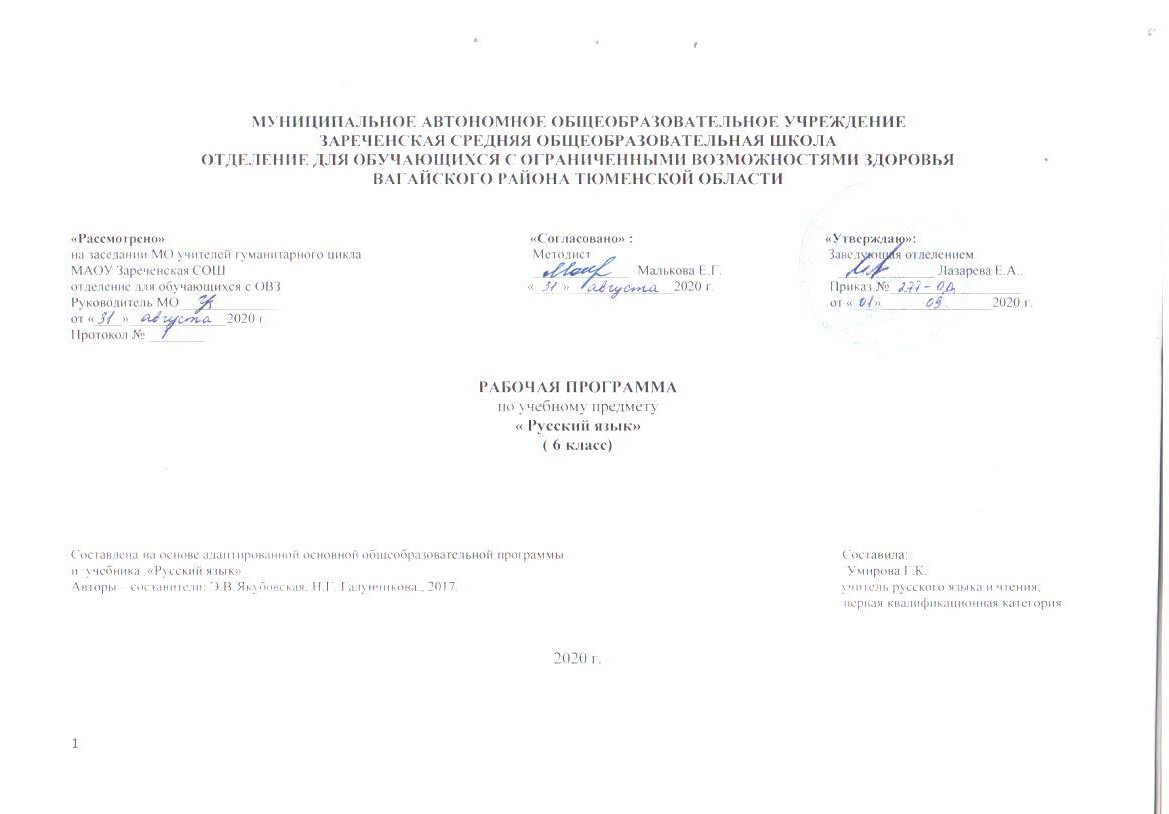 МУНИЦИПАЛЬНОЕ АВТОНОМНОЕ ОБЩЕОБРАЗОВАТЕЛЬНОЕ УЧРЕЖДЕНИЕ
ЗАРЕЧЕНСКАЯ СРЕДНЯЯ ОБЩЕОБРАЗОВАТЕЛЬНАЯ ШКОЛА
ОТДЕЛЕНИЕ ДЛЯ ОБУЧАЮЩИХСЯ С ОГРАНИЧЕННЫМИ ВОЗМОЖНОСТЯМИ ЗДОРОВЬЯ
ВАГАЙСКОГО РАЙОНА ТЮМЕНСКОЙ ОБЛАСТИ
«Рассмотрено»
на заседании МО учителей гуманитарного цикла
МАОУ Зареченская СОШ
отделение для обучающихся с ОВЗ
Руководитель МО
от « 31 » августа 2020 г.
Протокол № 1
«Согласовано» :
Методист
Малькова Е.Г.
« 31 » августа 2020 г.
«Утверждаю»:
Заведующая отделением
Лазарева Е.А..
Приказ № 277-ОД
от « 01 » 09. 2020 г.
РАБОЧАЯ ПРОГРАММА
по учебному предмету
« Русский язык»
( 6 класс)
Составлена на основе адаптированной основной общеобразовательной программы
и учебника «Русский язык»
Авторы – составители: Э.В.Якубовская, Н.Г. Галунчикова., 2017.
Составила:
Умирова Г.К.
учитель русского языка и чтения,
первая квалификационная категория
2020 г.
1